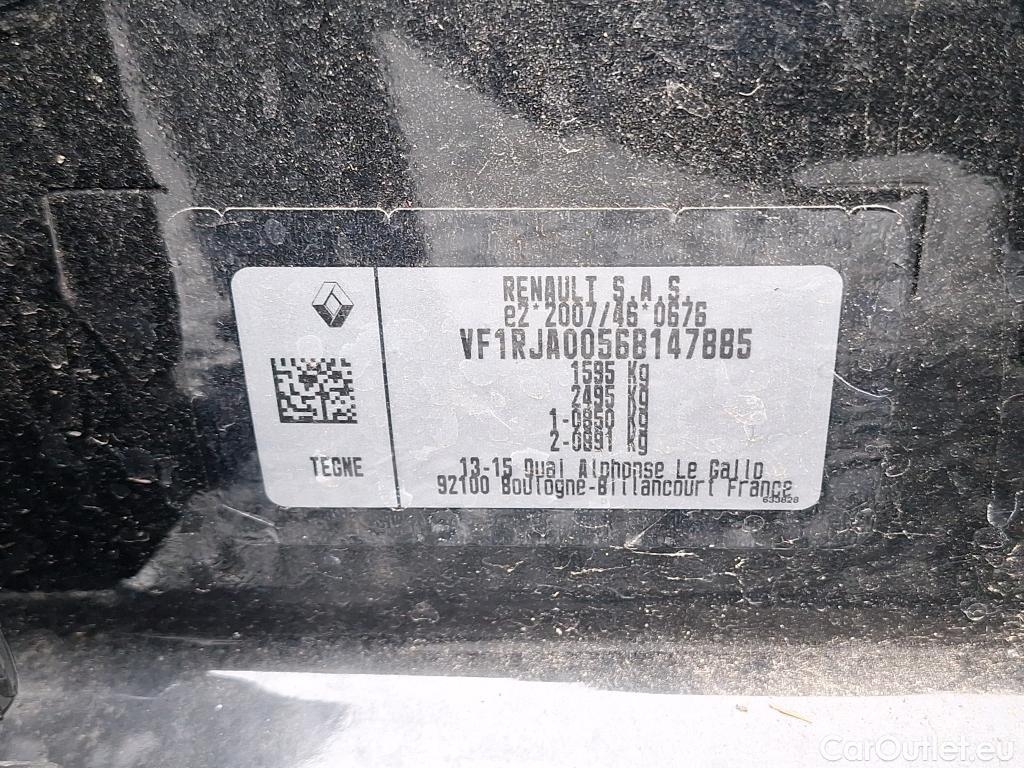 RENAULT S.A.S.
e2*2007/46*0676
VF1RJA00568147885
1595 Kg
2495 Kg
1-0850 Kg
2-0891 Kg
TEGNE
13-15 Quai Alphonse Le Gallo
92100 Boulogne-Billancourt France
633828
CarOutlet.eu